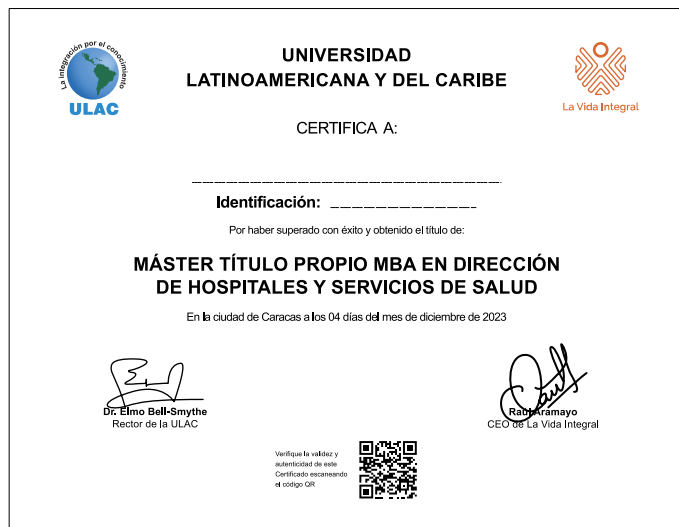 La integración por el conocimiento
ULAC
UNIVERSIDAD
LATINOAMERICANA Y DEL CARIBE
La Vida Integral
CERTIFICA A:
Identificación:
Por haber superado con éxito y obtenido el título de:
MÁSTER TÍTULO PROPIO MBA EN DIRECCIÓN
DE HOSPITALES Y SERVICIOS DE SALUD
En la ciudad de Caracas a los 04 días del mes de diciembre de 2023
Dr. Elmo Bell-Smythe
Rector de la ULAC
Raúl Aramayo
CEO de La Vida Integral
Verifique la validez y
autenticidad de este
Certificado escaneando
el código QR